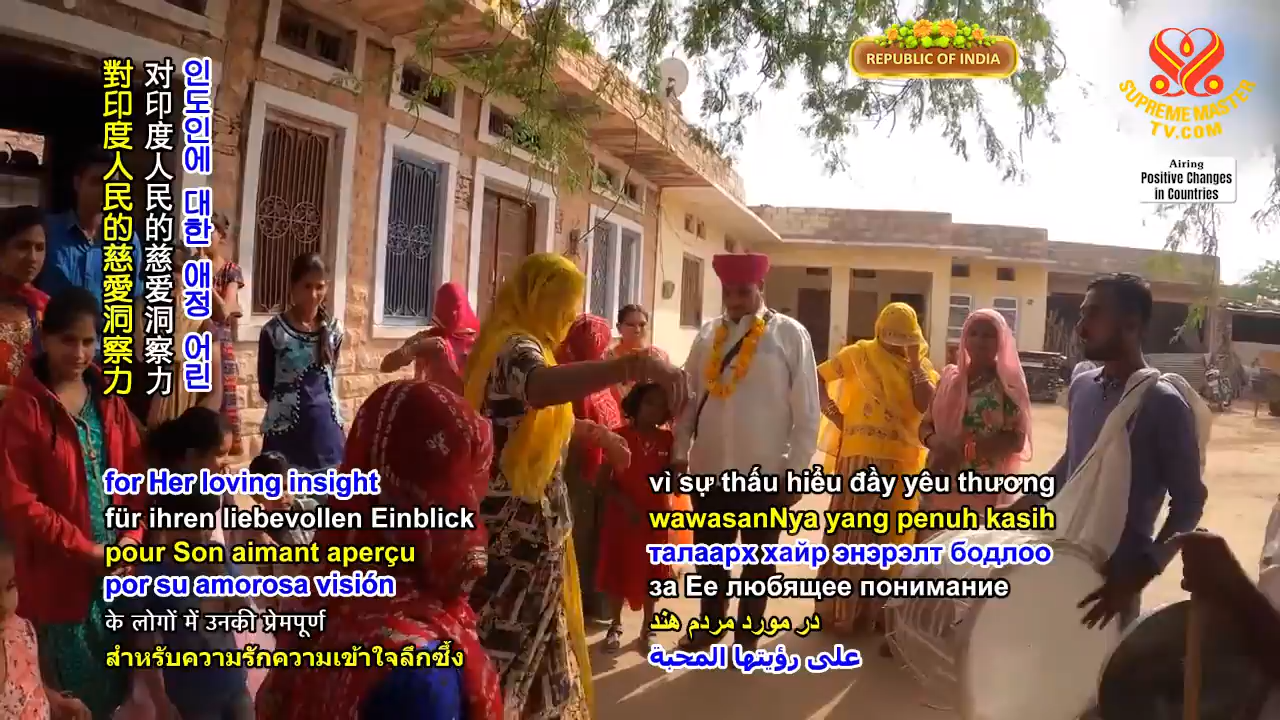 REPUBLIC OF INDIA
SUPREME MASTER
TV.COM
Airing
Positive Changes
in Countries
對印度人民的慈愛洞察力
对印度人民的慈爱洞察力
인도인에 대한 애정 어린
for Her loving insight
für ihren liebevollen Einblick
pour Son aimant aperçu
por su amorosa visión
के लोगों में उनकी प्रेमपूर्ण
สำหรับความรักความเข้าใจลึกซึ้ง
vì sự thấu hiểu đầy yêu thương
wawasanNya yang penuh kasih
талаарх хайр энэрэлт бодлоо
за Ее любящее понимание
در مورد مردم هند
على رؤيتها المحبة